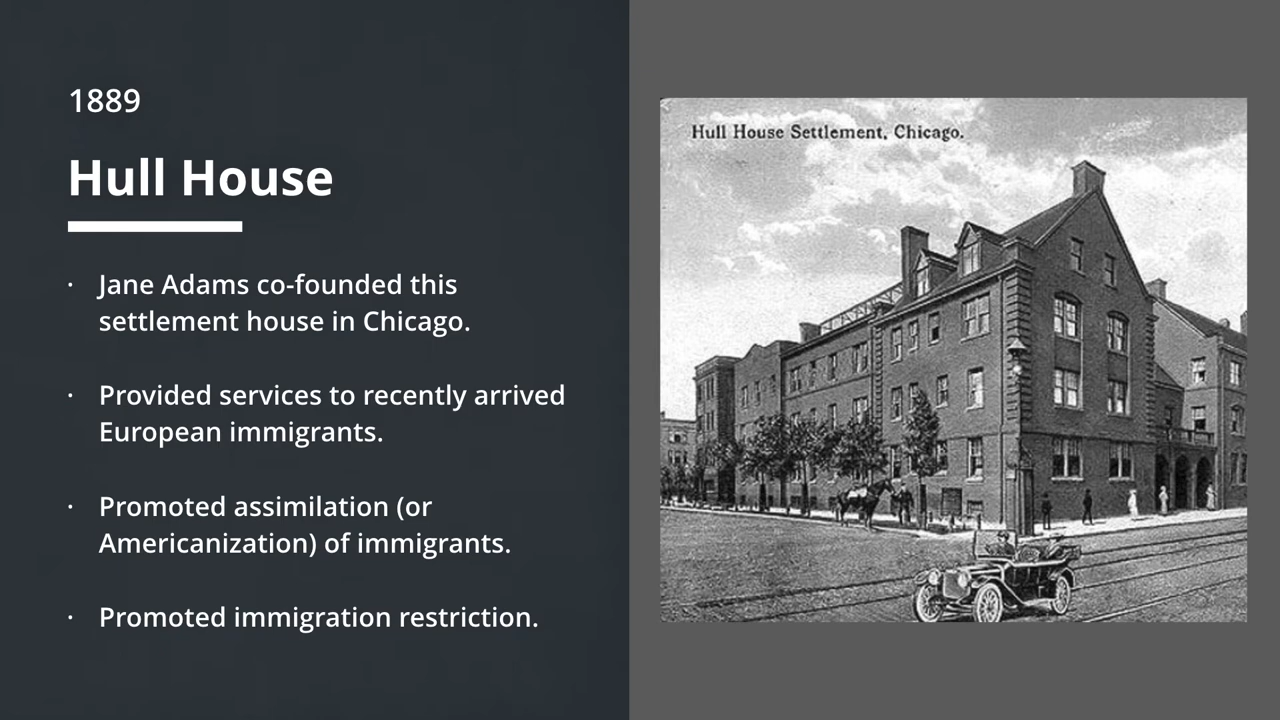 1889
Hull House
· Jane Adams co-founded this
settlement house in Chicago.
· Provided services to recently arrived
European immigrants.
· Promoted assimilation (or
Americanization) of immigrants.
· Promoted immigration restriction.
Hull House Settlement, Chicago.